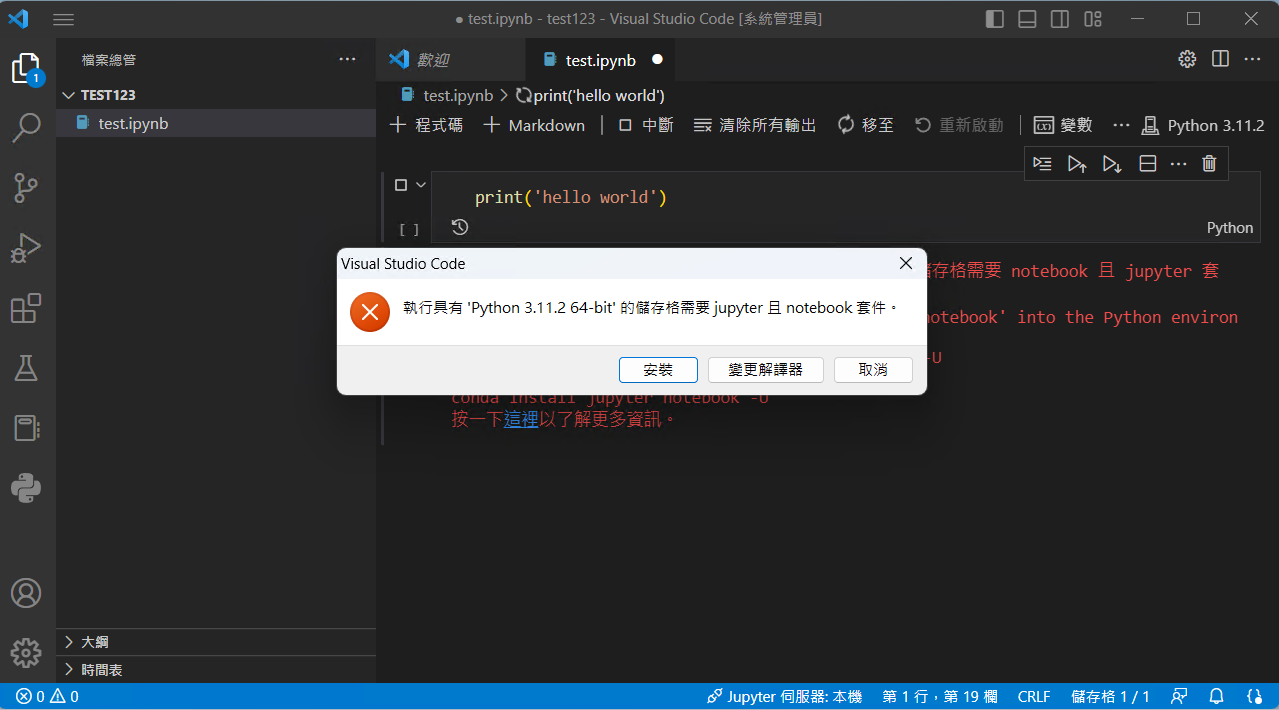 ● test.ipynb - test123 - Visual Studio Code [系統管理員]
1
檔案總管
歡迎
test.ipynb
TEST123
test.ipynb > print('hello world')
test.ipynb
程式碼
Markdown
中斷
清除所有輸出
移至
重新啟動
變數
Python 3.11.2
print('hello world')
[ ]
Python
存格需要 notebook 且 jupyter 套
notebook' into the Python environ
-U
Visual Studio Code
執行具有 'Python 3.11.2 64-bit' 的儲存格需要 jupyter 且 notebook 套件。
安裝
變更解譯器
取消
conda install jupyter notebook -U
按一下這裡以了解更多資訊。
大綱
時間表
0
0
Jupyter 伺服器: 本機
第 1 行，第 19 欄
CRLF
儲存格 1 / 1